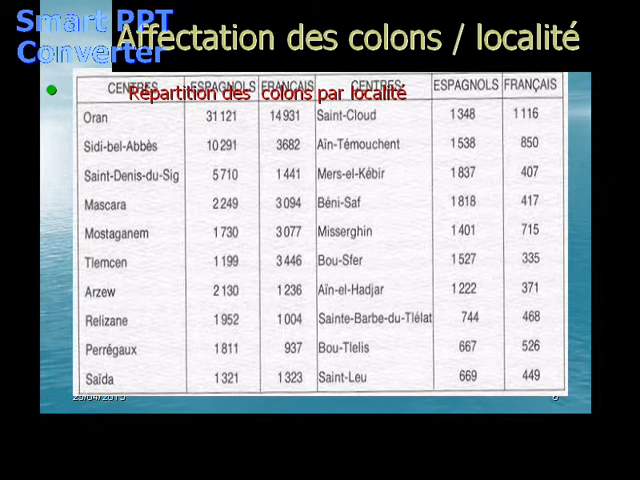 Smart PPT
Converter
Affectation des colons / localité
CENTRES ESPAGNOLS FRANÇAIS CENTRES ESPAGNOLS FRANÇAIS
Répartition des colons par localité
Oran 31 121 14 931 Saint-Cloud 1 348 1 116
Sidi-bel-Abbès 10 291 3682 Aïn-Témouchent 1 538 850
Saint-Denis-du-Sig 5 710 1 441 Mers-el-Kébir 1 837 407
Mascara 2 249 3 094 Béni-Saf 1 818 417
Mostaganem 1 730 3 077 Misserghin 1 401 715
Tlemcen 1 199 3 446 Bou-Sfer 1 527 335
Arzew 2 130 1 236 Aïn-el-Hadjar 1 222 371
Relizane 1 952 1 004 Sainte-Barbe-du-Tlélat 744 468
Perrégaux 1 811 937 Bou-Tlelis 667 526
Saïda 1 321 1 323 Saint-Leu 669 449